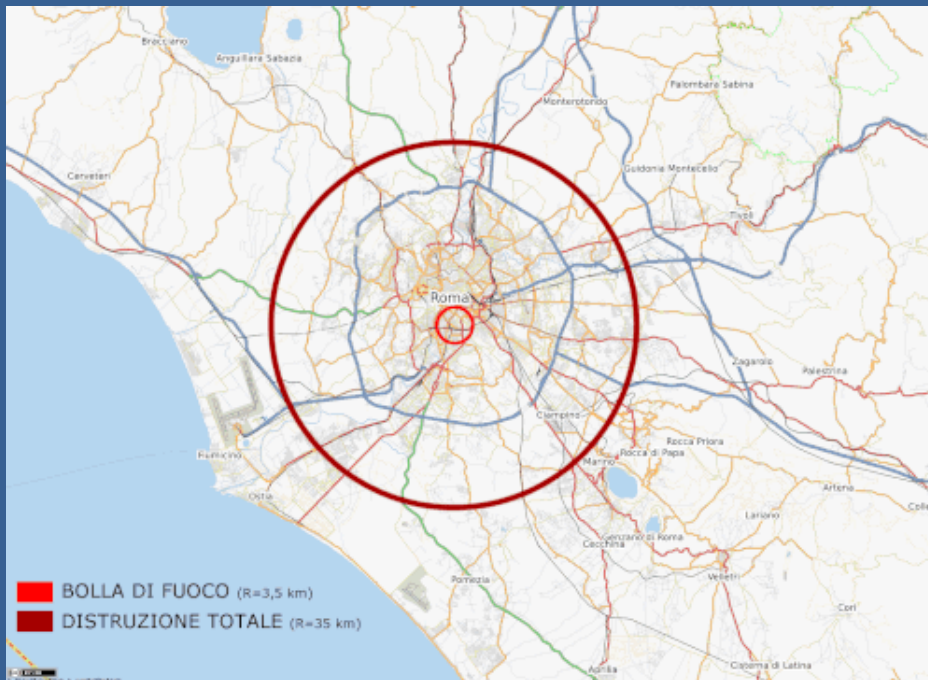 Bracciano
Anguillara Sabazia
Palombara Sabina
Monterotondo
Cerveteri
Guidonia Montecelio
Tivoli
Roma
Zagarolo
Palestrina
Ciampino
Rocca Priora
Rocca di Papa
Marino
Fiumicino
Ostia
Artena
Lariano
Colle
Genzano di Roma
Cecchina
Velletri
Pomezia
Cori
BOLLA DI FUOCO (R=3,5 km)
DISTRUZIONE TOTALE (R=35 km)
Aprilia
Cisterna di Latina